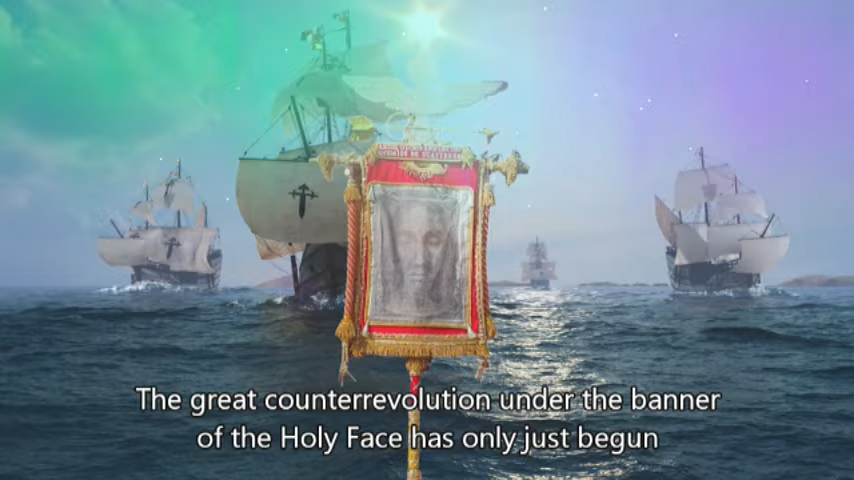 The great counterrevolution under the banner
of the Holy Face has only just begun